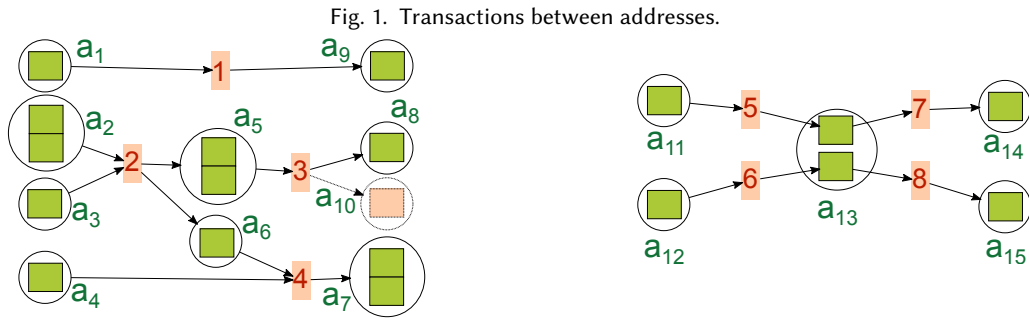 Fig. 1. Transactions between addresses.
a1
1
a9
a2
a5
a8
2
3
a3
a10
a6
a4
4
a7
5
7
a11
a14
6
8
a13
a12
a15